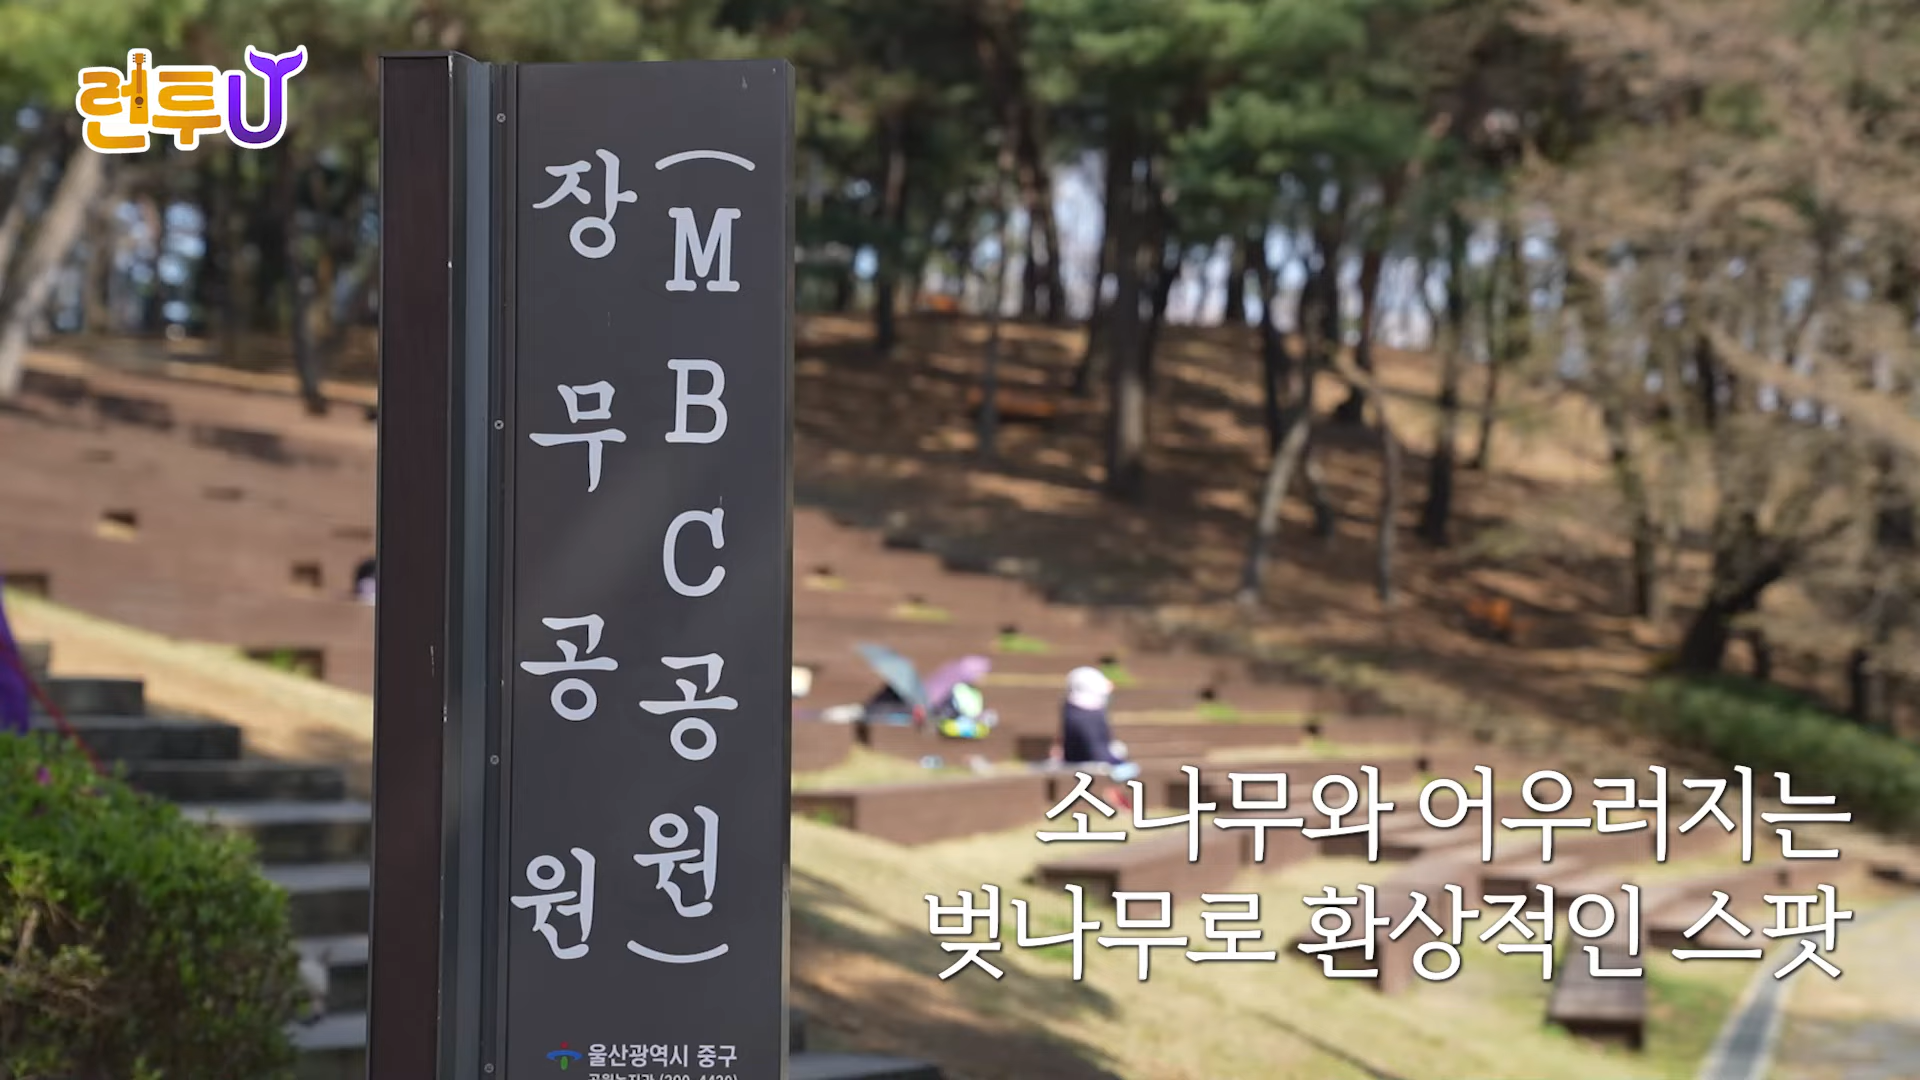 런투U
장무공원
(MBC공원)
울산광역시 중구
소나무와 어우러지는
벚나무로 환상적인 스팟